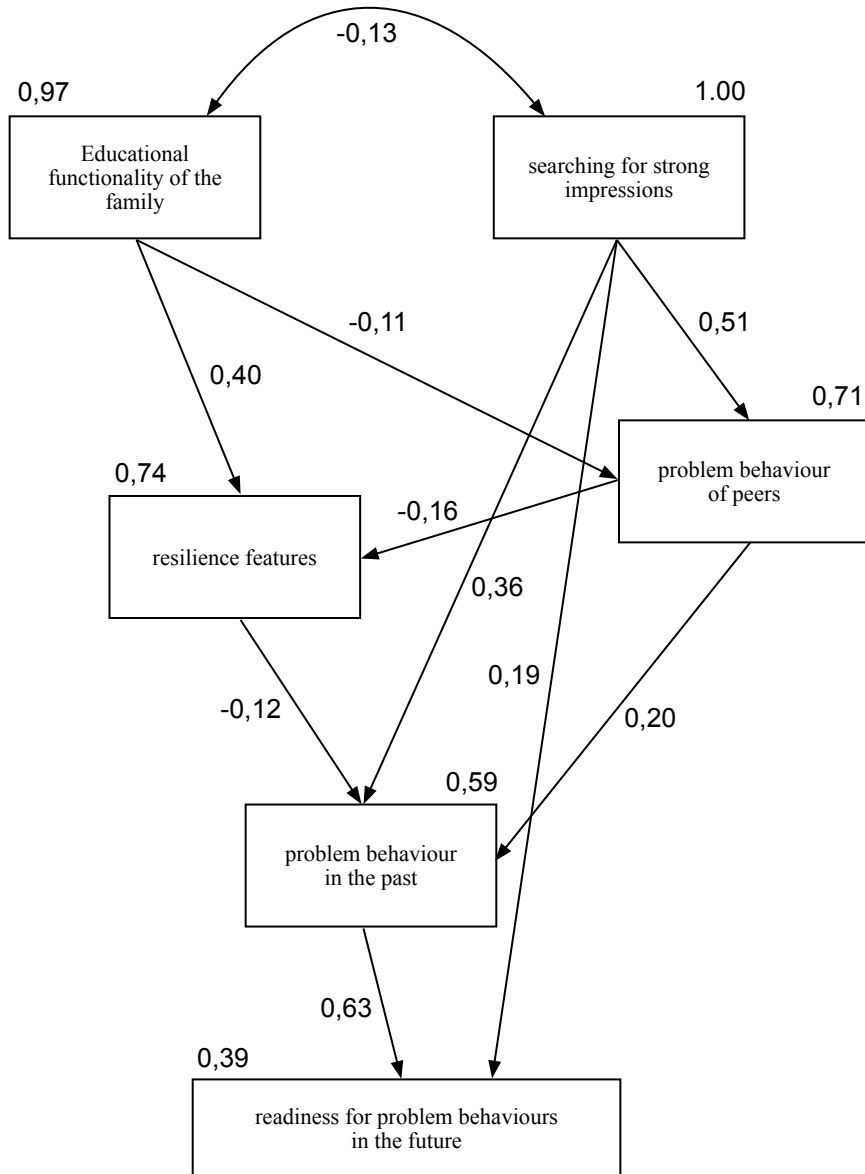 -0,13
0,97
1.00
Educational
functionality of the
family
searching for strong
impressions
-0,11
0,51
0,40
0,71
problem behaviour
of peers
0,74
-0,16
resilience features
0,36
0,19
-0,12
0,20
0,59
problem behaviour
in the past
0,63
0,39
readiness for problem behaviours
in the future